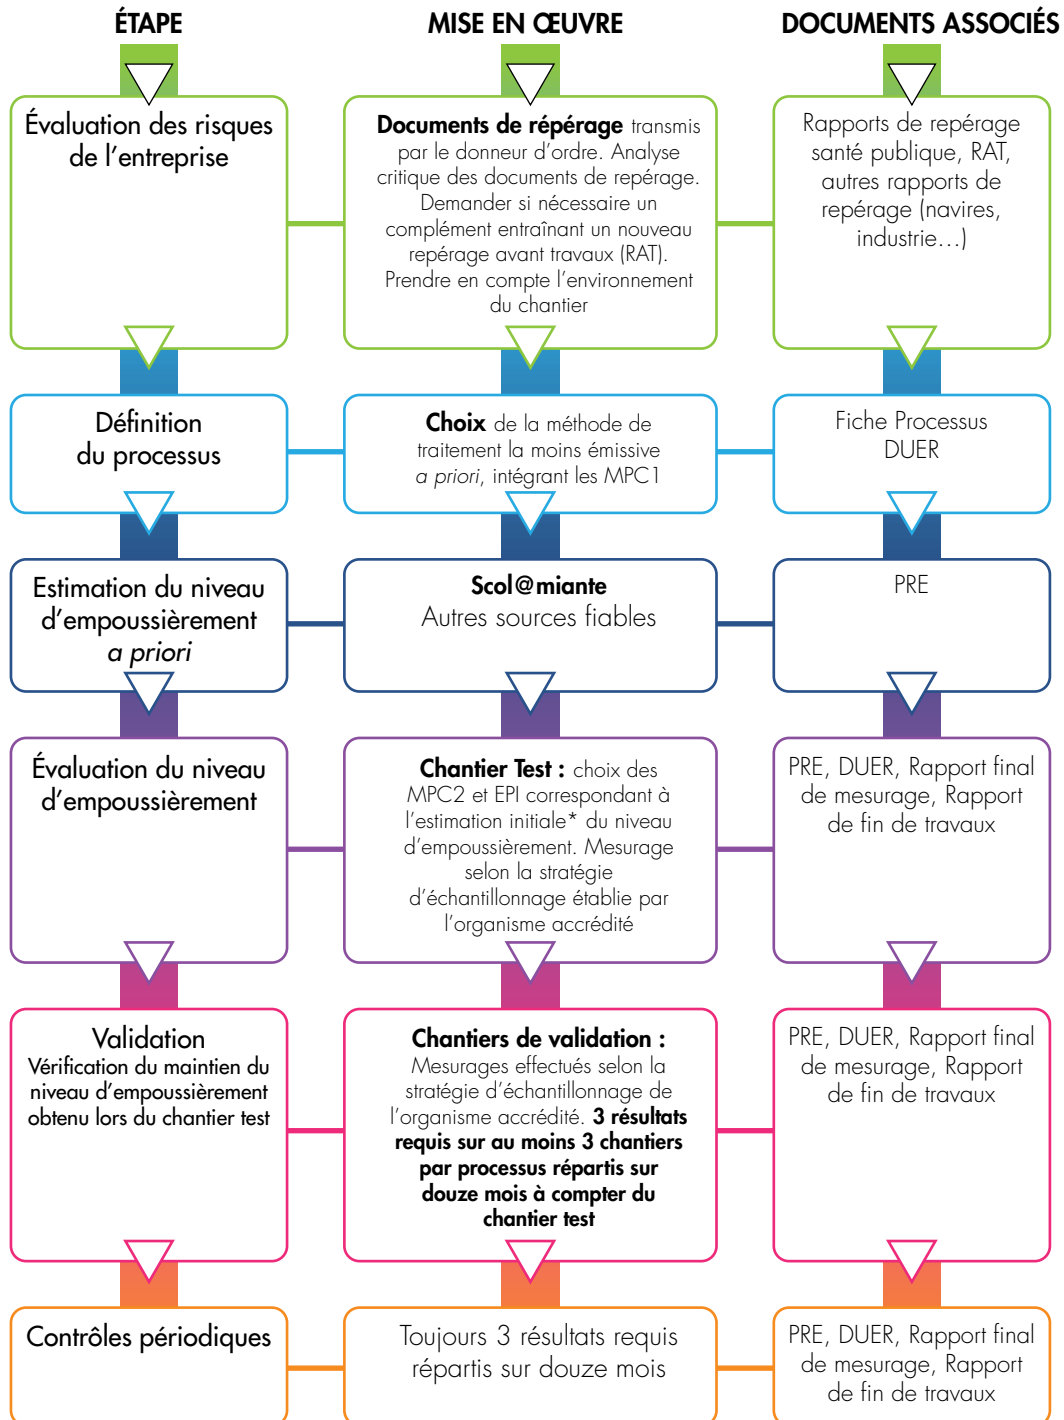 ÉTAPE
MISE EN ŒUVRE
DOCUMENTS ASSOCIÉS
Évaluation des risques
de l’entreprise
Documents de répérage transmis
par le donneur d’ordre. Analyse
critique des documents de repérage.
Demander si nécessaire un
complément entraînant un nouveau
repérage avant travaux (RAT).
Prendre en compte l’environnement
du chantier
Rapports de repérage
santé publique, RAT,
autres rapports de
repérage (navires,
industrie…)
Définition
du processus
Choix de la méthode de
traitement la moins émissive
a priori, intégrant les MPC1
Fiche Processus
DUER
Estimation du niveau
d’empoussièrement
a priori
Scol@miante
Autres sources fiables
PRE
Évaluation du niveau
d’empoussièrement
Chantier Test : choix des
MPC2 et EPI correspondant à
l’estimation initiale* du niveau
d’empoussièrement. Mesurage
selon la stratégie
d’échantillonnage établie par
l’organisme accrédité
PRE, DUER, Rapport final
de mesurage, Rapport
de fin de travaux
Validation
Vérification du maintien du
niveau d’empoussièrement
obtenu lors du chantier test
Chantiers de validation :
Mesurages effectués selon la
stratégie d’échantillonnage de
l’organisme accrédité. 3 résultats
requis sur au moins 3 chantiers
par processus répartis sur
douze mois à compter du
chantier test
PRE, DUER, Rapport final
de mesurage, Rapport
de fin de travaux
Contrôles périodiques
Toujours 3 résultats requis
répartis sur douze mois
PRE, DUER, Rapport final
de mesurage, Rapport
de fin de travaux